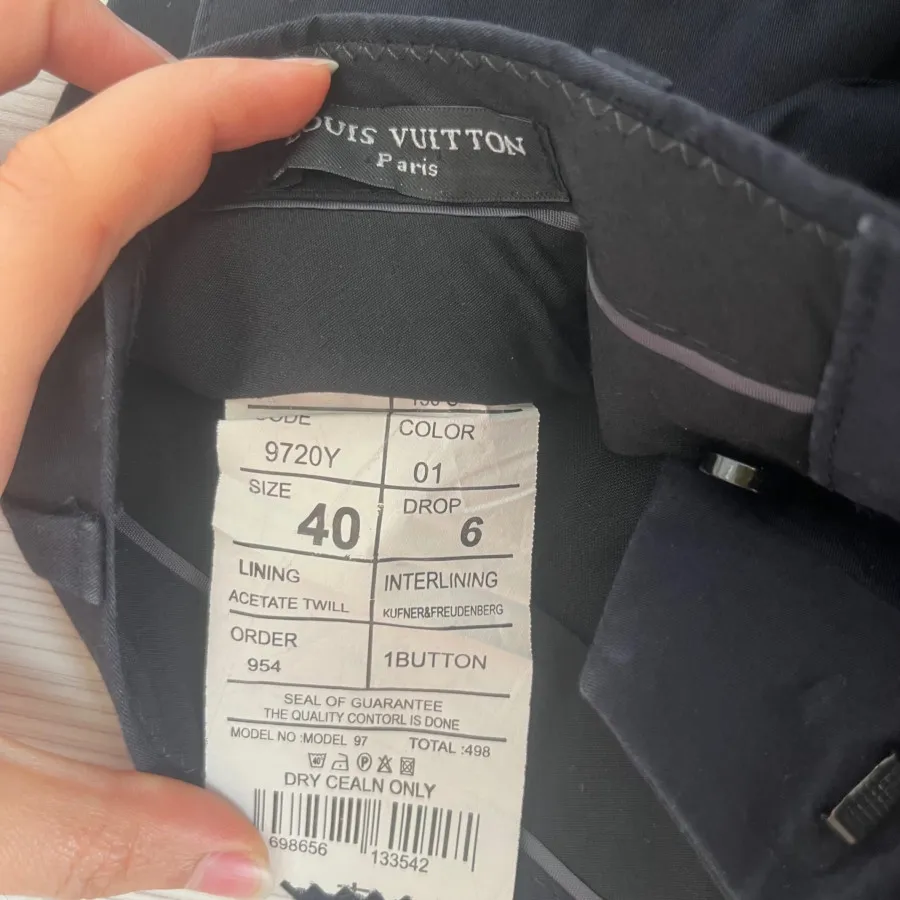 LOUIS VUITTON
Paris
CODE
9720Y
COLOR
01
SIZE
40
DROP
6
LINING
ACETATE TWILL
INTERLINING
KUFNER&FREUDENBERG
ORDER
954
1BUTTON
SEAL OF GUARANTEE
THE QUALITY CONTORL IS DONE
MODEL NO :MODEL 97 TOTAL :498
40 P
DRY CEALN ONLY
698656 133542